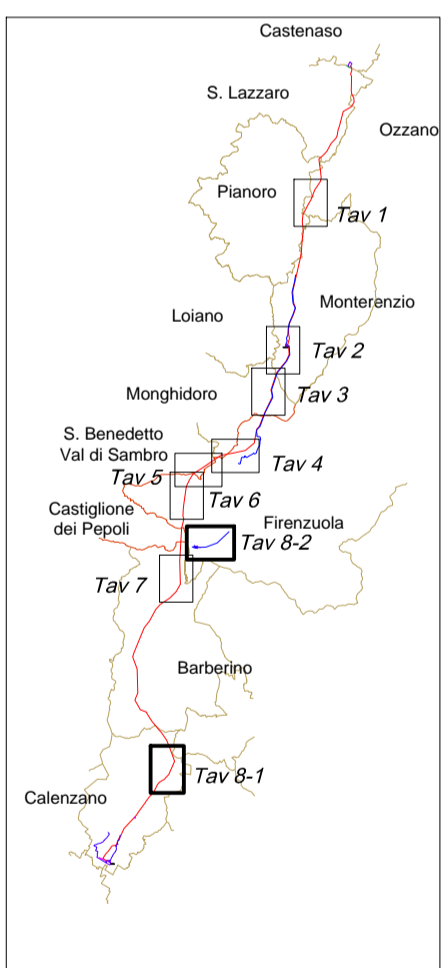 Castenaso
S. Lazzaro
Ozzano
Pianoro
Tav 1
Monterenzio
Loiano
Tav 2
Monghidoro
Tav 3
S. Benedetto
Val di Sambro
Tav 4
Tav 5
Tav 6
Castiglione
dei Pepoli
Firenzuola
Tav 8-2
Tav 7
Barberino
Tav 8-1
Calenzano